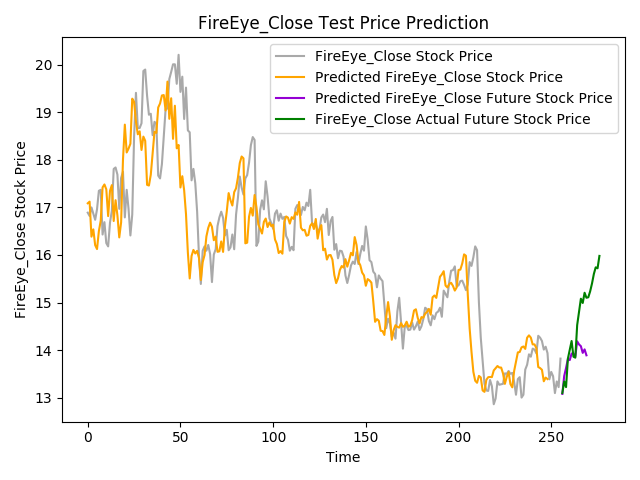 FireEye_Close Test Price Prediction
FireEye_Close Stock Price
Predicted FireEye_Close Stock Price
Predicted FireEye_Close Future Stock Price
FireEye_Close Actual Future Stock Price
FireEye_Close Stock Price
20
19
18
17
16
15
14
13
0 50 100 150 200 250
Time